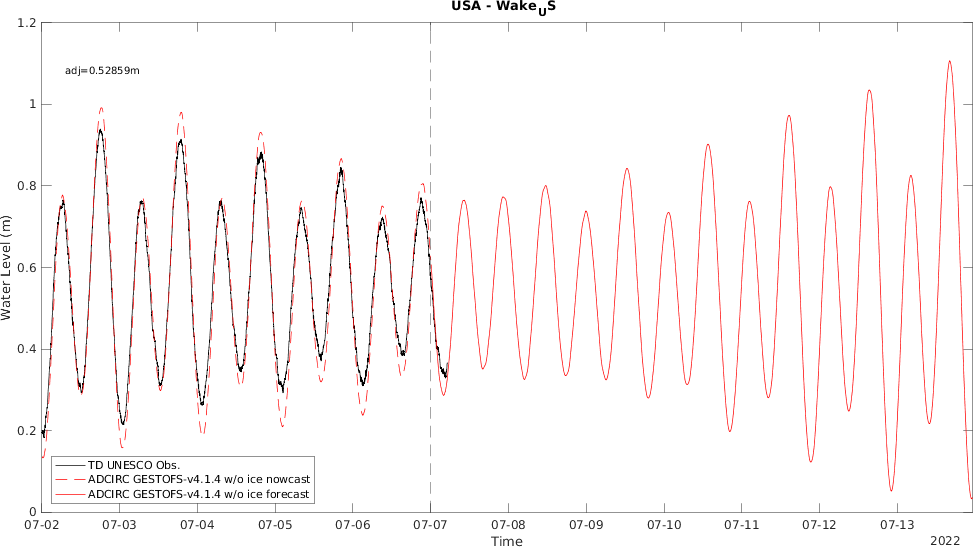 USA - Wake_US
1.2
adj=0.52859m
1
0.8
0.6
0.4
0.2
0
Water Level (m)
TD UNESCO Obs.
ADCIRC GESTOFS-v4.1.4 w/o ice nowcast
ADCIRC GESTOFS-v4.1.4 w/o ice forecast
07-02 07-03 07-04 07-05 07-06 07-07 07-08 07-09 07-10 07-11 07-12 07-13
Time
2022